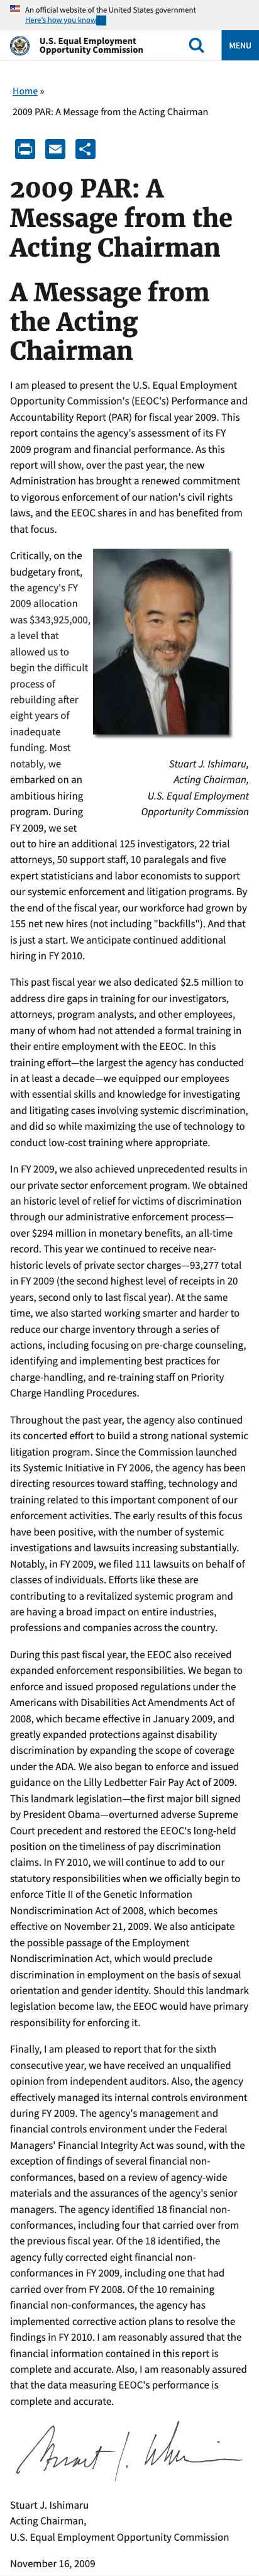 An official website of the United States government
Here's how you know
U.S. Equal Employment
Opportunity Commission
MENU
Home »
2009 PAR: A Message from the Acting Chairman
2009 PAR: A
Message from the
Acting Chairman
A Message from
the Acting
Chairman
I am pleased to present the U.S. Equal Employment
Opportunity Commission's (EEOC's) Performance and
Accountability Report (PAR) for fiscal year 2009. This
report contains the agency's assessment of its FY
2009 program and financial performance. As this
report will show, over the past year, the new
Administration has brought a renewed commitment
to vigorous enforcement of our nation's civil rights
laws, and the EEOC shares in and has benefited from
that focus.
Critically, on the
budgetary front,
the agency's FY
2009 allocation
was $343,925,000,
a level that
allowed us to
begin the difficult
process of
rebuilding after
eight years of
inadequate
funding. Most
notably, we
embarked on an
ambitious hiring
program. During
FY 2009, we set
Stuart J. Ishimaru,
Acting Chairman,
U.S. Equal Employment
Opportunity Commission
out to hire an additional 125 investigators, 22 trial
attorneys, 50 support staff, 10 paralegals and five
expert statisticians and labor economists to support
our systemic enforcement and litigation programs. By
the end of the fiscal year, our workforce had grown by
155 net new hires (not including "backfills"). And that
is just a start. We anticipate continued additional
hiring in FY 2010.
This past fiscal year we also dedicated $2.5 million to
address dire gaps in training for our investigators,
attorneys, program analysts, and other employees,
many of whom had not attended a formal training in
their entire employment with the EEOC. In this
training effort—the largest the agency has conducted
in at least a decade—we equipped our employees
with essential skills and knowledge for investigating
and litigating cases involving systemic discrimination,
and did so while maximizing the use of technology to
conduct low-cost training where appropriate.
In FY 2009, we also achieved unprecedented results in
our private sector enforcement program. We obtained
an historic level of relief for victims of discrimination
through our administrative enforcement process—
over $294 million in monetary benefits, an all-time
record. This year we continued to receive near-
historic levels of private sector charges—93,277 total
in FY 2009 (the second highest level of receipts in 20
years, second only to last fiscal year). At the same
time, we also started working smarter and harder to
reduce our charge inventory through a series of
actions, including focusing on pre-charge counseling,
identifying and implementing best practices for
charge-handling, and re-training staff on Priority
Charge Handling Procedures.
Throughout the past year, the agency also continued
its concerted effort to build a strong national systemic
litigation program. Since the Commission launched
its Systemic Initiative in FY 2006, the agency has been
directing resources toward staffing, technology and
training related to this important component of our
enforcement activities. The early results of this focus
have been positive, with the number of systemic
investigations and lawsuits increasing substantially.
Notably, in FY 2009, we filed 111 lawsuits on behalf of
classes of individuals. Efforts like these are
contributing to a revitalized systemic program and
are having a broad impact on entire industries,
professions and companies across the country.
During this past fiscal year, the EEOC also received
expanded enforcement responsibilities. We began to
enforce and issued proposed regulations under the
Americans with Disabilities Act Amendments Act of
2008, which became effective in January 2009, and
greatly expanded protections against disability
discrimination by expanding the scope of coverage
under the ADA. We also began to enforce and issued
guidance on the Lilly Ledbetter Fair Pay Act of 2009.
This landmark legislation—the first major bill signed
by President Obama—overturned adverse Supreme
Court precedent and restored the EEOC's long-held
position on the timeliness of pay discrimination
claims. In FY 2010, we will continue to add to our
statutory responsibilities when we officially begin to
enforce Title II of the Genetic Information
Nondiscrimination Act of 2008, which becomes
effective on November 21, 2009. We also anticipate
the possible passage of the Employment
Nondiscrimination Act, which would preclude
discrimination in employment on the basis of sexual
orientation and gender identity. Should this landmark
legislation become law, the EEOC would have primary
responsibility for enforcing it.
Finally, I am pleased to report that for the sixth
consecutive year, we have received an unqualified
opinion from independent auditors. Also, the agency
effectively managed its internal controls environment
during FY 2009. The agency's management and
financial controls environment under the Federal
Managers' Financial Integrity Act was sound, with the
exception of findings of several financial non-
conformances, based on a review of agency-wide
materials and the assurances of the agency's senior
managers. The agency identified 18 financial non-
conformances, including four that carried over from
the previous fiscal year. Of the 18 identified, the
agency fully corrected eight financial non-
conformances in FY 2009, including one that had
carried over from FY 2008. Of the 10 remaining
financial non-conformances, the agency has
implemented corrective action plans to resolve the
findings in FY 2010. I am reasonably assured that the
financial information contained in this report is
complete and accurate. Also, I am reasonably assured
that the data measuring EEOC's performance is
complete and accurate.
Stuart J. Ishimaru
Acting Chairman,
U.S. Equal Employment Opportunity Commission
November 16, 2009